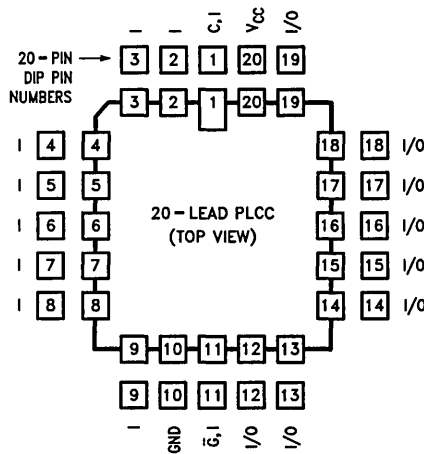 I I C,I VCC I/O
20-PIN DIP PIN NUMBERS
3 2 1 20 19
3 2 1 20 19
I 4 4 18 18 I/O
I 5 5 17 17 I/O
20-LEAD PLCC
(TOP VIEW)
I 6 6 16 16 I/O
I 7 7 15 15 I/O
I 8 8 14 14 I/O
9 10 11 12 13
9 10 11 12 13
I GND G̅,I I/O I/O